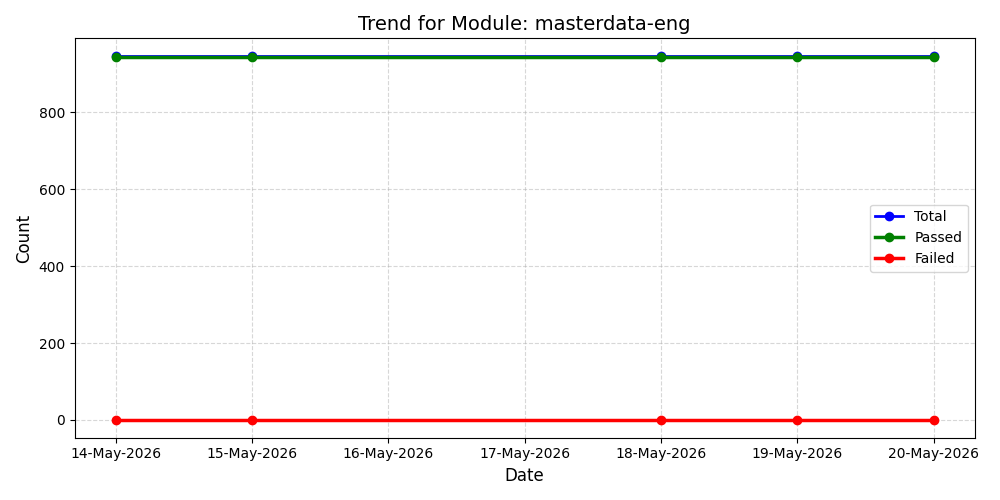 Trend for Module: masterdata-eng
Count
800
600
400
200
0
Total
Passed
Failed
14-May-2026 15-May-2026 16-May-2026 17-May-2026 18-May-2026 19-May-2026 20-May-2026
Date